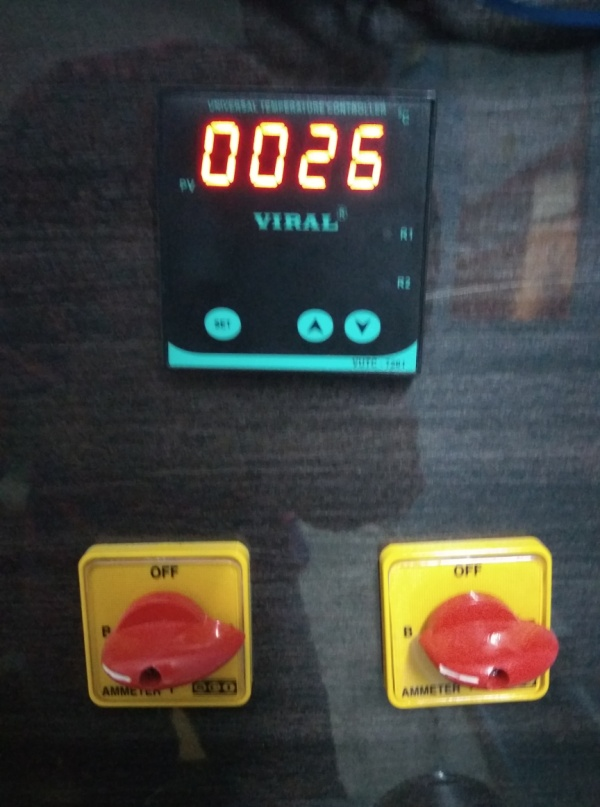 UNIVERSAL TEMPERATURE CONTROLLER °C
0026
PV
VIRAL®
R1
R2
SET
OFF
B
AMMETER
OFF
B
AMMETER